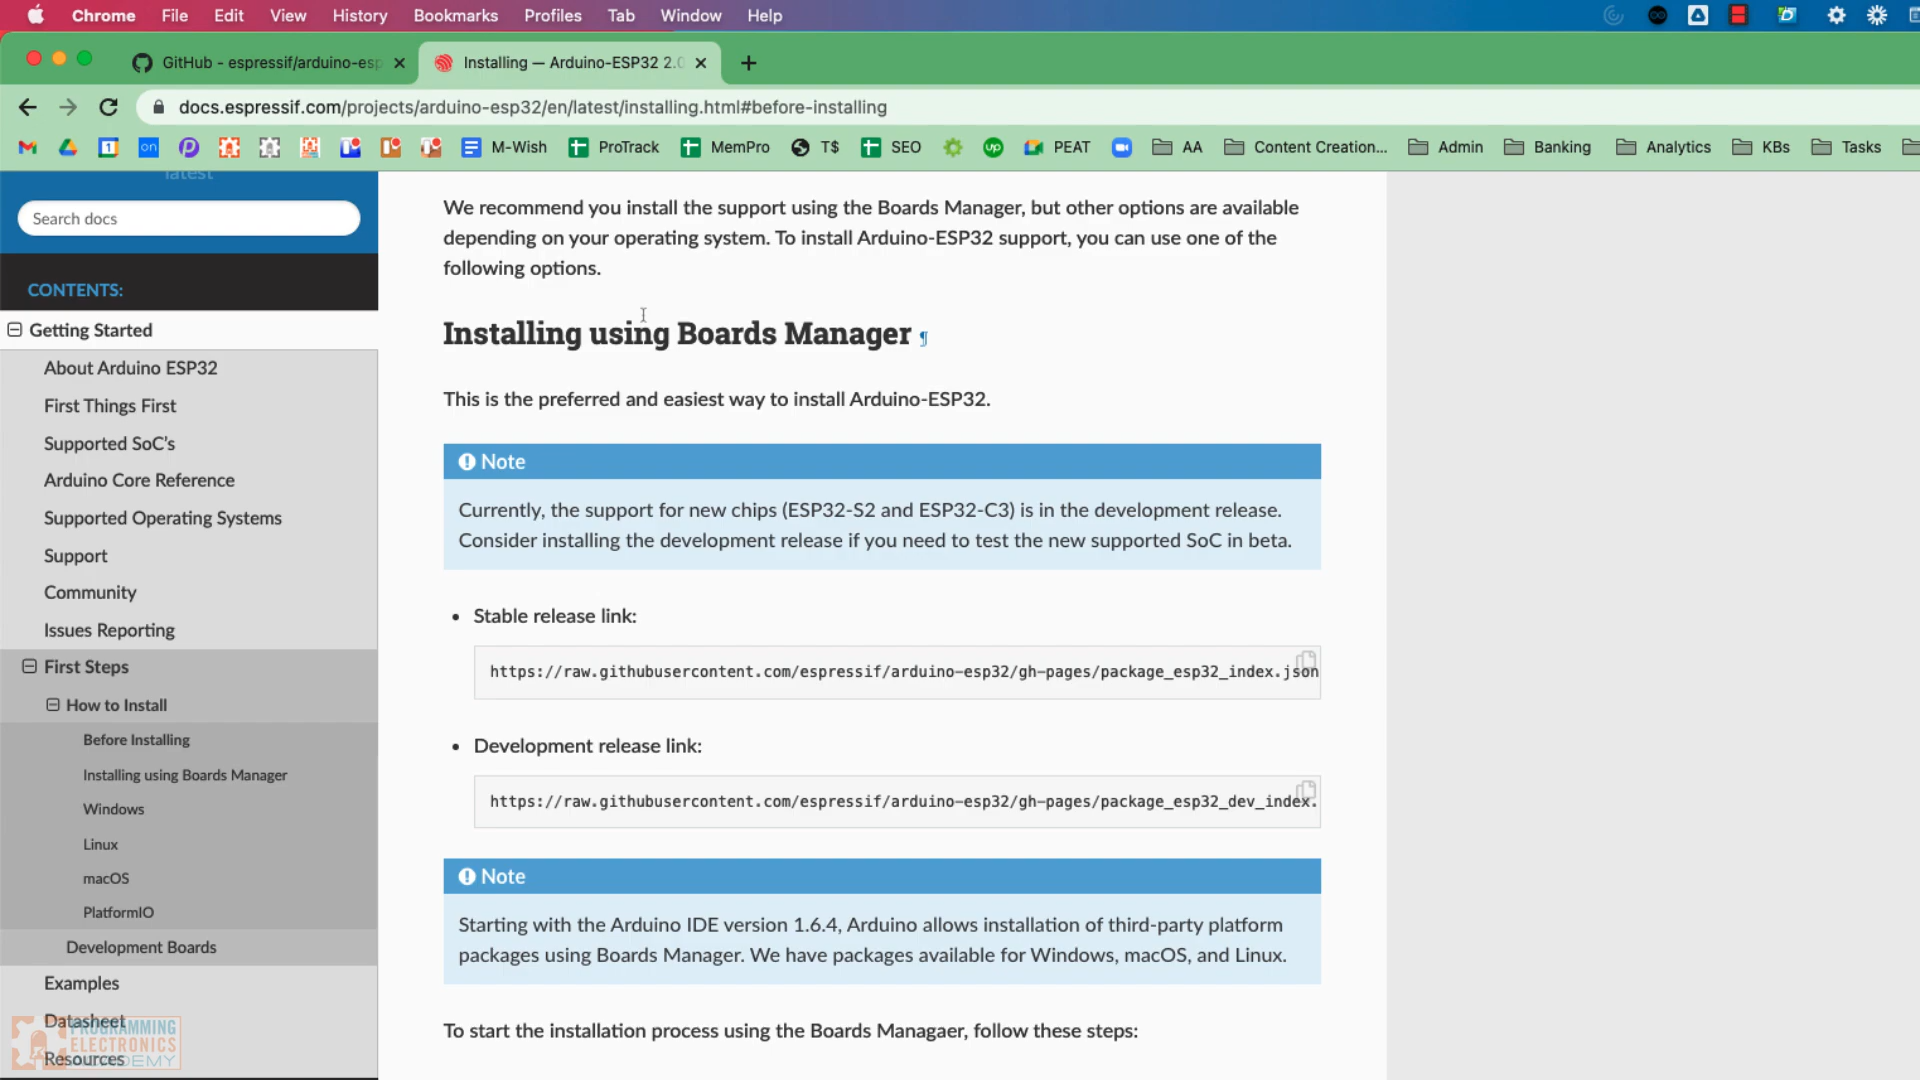 Chrome File Edit View History Bookmarks Profiles Tab Window Help
GitHub - espressif/arduino-esp
Installing — Arduino-ESP32 2.0
docs.espressif.com/projects/arduino-esp32/en/latest/installing.html#before-installing
1 on M-Wish ProTrack MemPro T$ SEO up PEAT AA Content Creation... Admin Banking Analytics KBs Tasks
latest
Search docs
CONTENTS:
Getting Started
About Arduino ESP32
First Things First
Supported SoC's
Arduino Core Reference
Supported Operating Systems
Support
Community
Issues Reporting
First Steps
How to Install
Before Installing
Installing using Boards Manager
Windows
Linux
macOS
PlatformIO
Development Boards
Examples
Datasheet
Resources
PROGRAMMING
ELECTRONICS
ACADEMY
We recommend you install the support using the Boards Manager, but other options are available
depending on your operating system. To install Arduino-ESP32 support, you can use one of the
following options.
Installing using Boards Manager ¶
This is the preferred and easiest way to install Arduino-ESP32.
Note
Currently, the support for new chips (ESP32-S2 and ESP32-C3) is in the development release.
Consider installing the development release if you need to test the new supported SoC in beta.
• Stable release link:
https://raw.githubusercontent.com/espressif/arduino-esp32/gh-pages/package_esp32_index.json
• Development release link:
https://raw.githubusercontent.com/espressif/arduino-esp32/gh-pages/package_esp32_dev_index.
Note
Starting with the Arduino IDE version 1.6.4, Arduino allows installation of third-party platform
packages using Boards Manager. We have packages available for Windows, macOS, and Linux.
To start the installation process using the Boards Managaer, follow these steps: